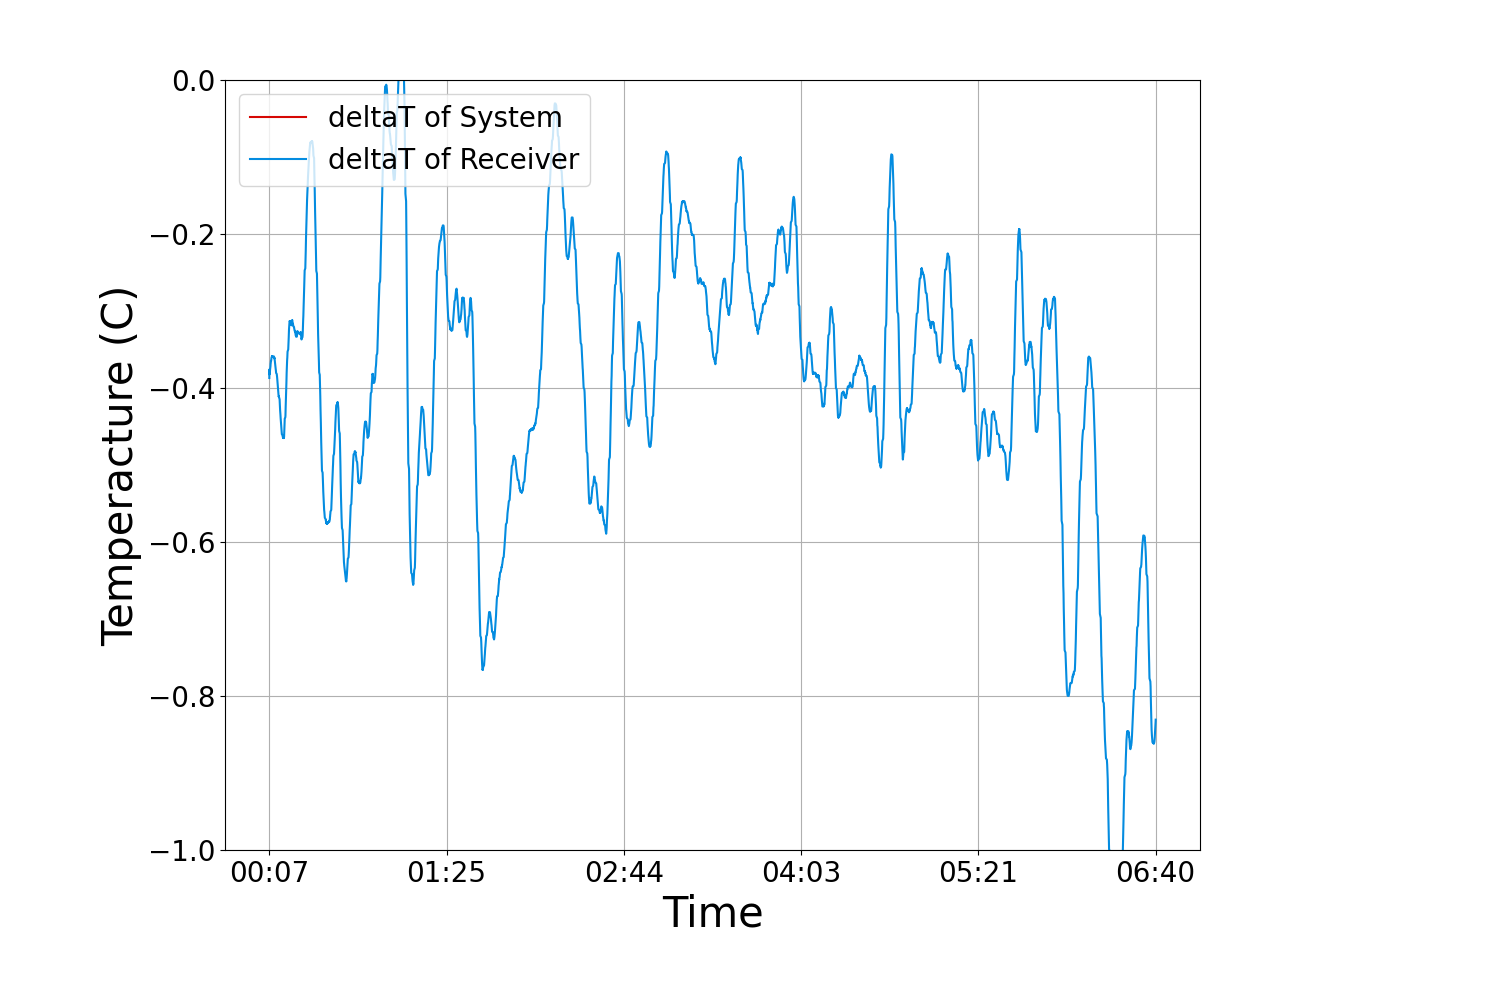 deltaT of System
deltaT of Receiver
0.0
−0.2
−0.4
−0.6
−0.8
−1.0
Temperacture (C)
00:07 01:25 02:44 04:03 05:21 06:40
Time